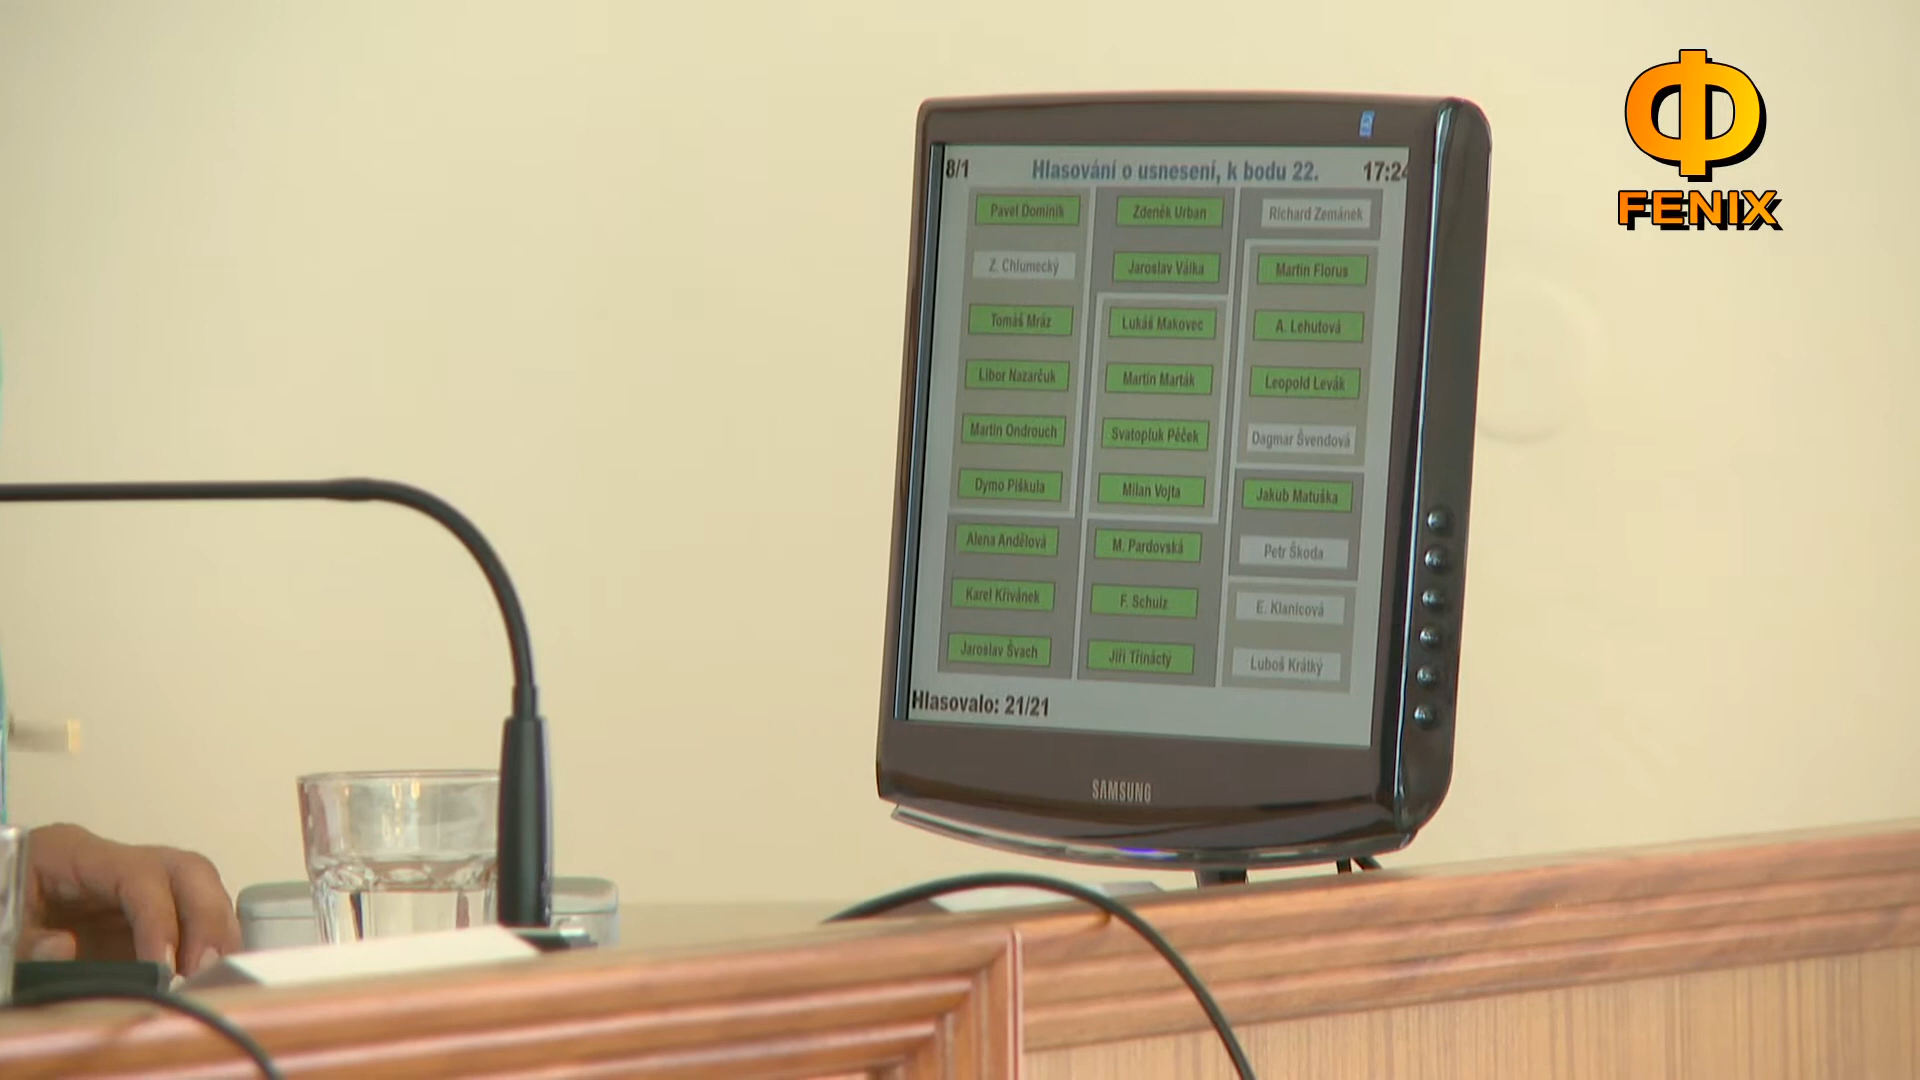 8/1 Hlasování o usnesení, k bodu 22. 17:24
Pavel Dominik Zdeněk Urban Richard Zemánek
Z. Chlumecký Jaroslav Válka Martin Florus
Tomáš Mráz Lukáš Makovec A. Lehutová
Libor Nazarčuk Martin Marták Leopold Levák
Martin Ondrouch Svatopluk Pěček Dagmar Švendová
Dymo Piškula Milan Vojta Jakub Matuška
Alena Andělová M. Pardovská Petr Škoda
Karel Křivánek F. Schulz E. Klanicová
Jaroslav Švach Jiří Třináctý Luboš Krátký
Hlasovalo: 21/21
SAMSUNG
Ф
FENIX